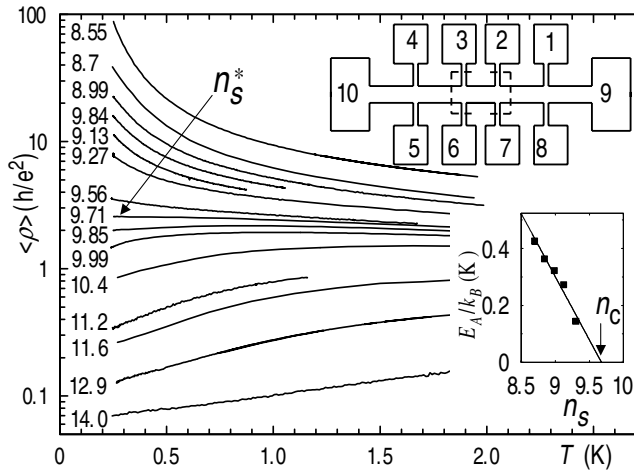 100
10
1
0.1
<ρ> (h/e²)
8.55
8.7
8.99
9.84
9.13
9.27
9.56
9.71
9.85
9.99
10.4
11.2
11.6
12.9
14.0
n*s
4 3 2 1
10 9
5 6 7 8
0.4
0.2
0
E_A/k_B (K)
n_c
8.5 9 9.5 10
n_s
0 0.5 1.0 1.5 2.0
T (K)